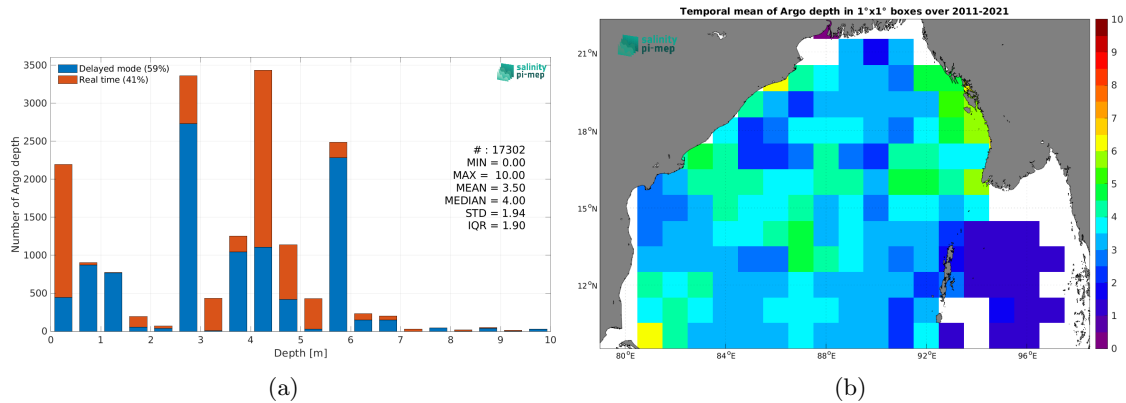 Delayed mode (59%)
Real time (41%)
salinity
pi-mep
# : 17302
MIN = 0.00
MAX = 10.00
MEAN = 3.50
MEDIAN = 4.00
STD = 1.94
IQR = 1.90
Number of Argo depth
3500
3000
2500
2000
1500
1000
500
0
0 1 2 3 4 5 6 7 8 9 10
Depth [m]
(a)
Temporal mean of Argo depth in 1°x1° boxes over 2011-2021
salinity
pi-mep
21°N
18°N
15°N
12°N
80°E 84°E 88°E 92°E 96°E
10
9
8
7
6
5
4
3
2
1
0
(b)